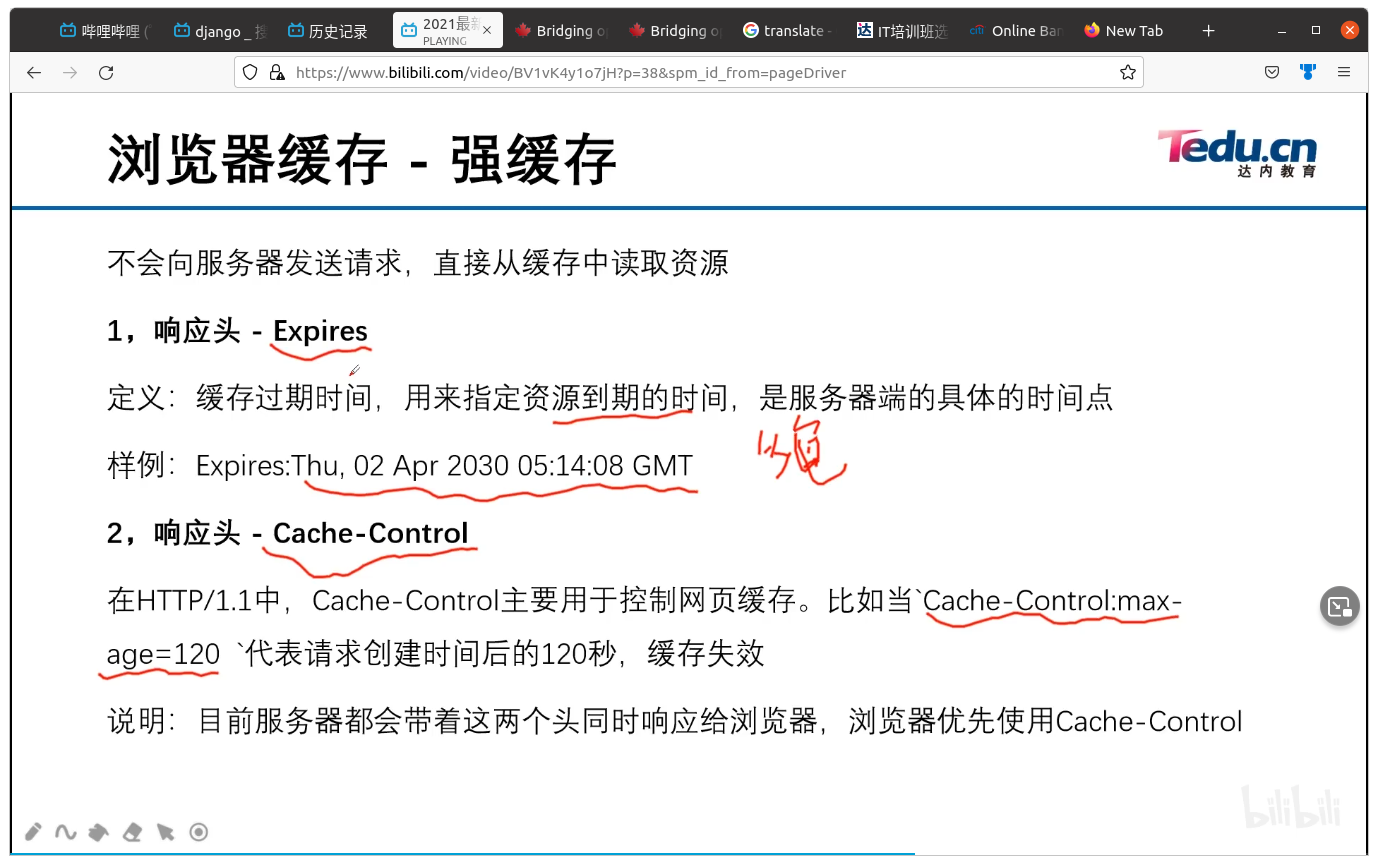 哔哩哔哩 (
django _ 搜
历史记录
2021最新
PLAYING
Bridging o
Bridging o
translate -
达内 IT培训班选
citi Online Ban
New Tab
https://www.bilibili.com/video/BV1vK4y1o7jH?p=38&spm_id_from=pageDriver
浏览器缓存 - 强缓存
Tedu.cn
达内教育
不会向服务器发送请求，直接从缓存中读取资源
1，响应头 - Expires
定义：缓存过期时间，用来指定资源到期的时间，是服务器端的具体的时间点
样例：Expires:Thu, 02 Apr 2030 05:14:08 GMT
2，响应头 - Cache-Control
在HTTP/1.1中，Cache-Control主要用于控制网页缓存。比如当`Cache-Control:max-
age=120 `代表请求创建时间后的120秒，缓存失效
说明：目前服务器都会带着这两个头同时响应给浏览器，浏览器优先使用Cache-Control
bilibili